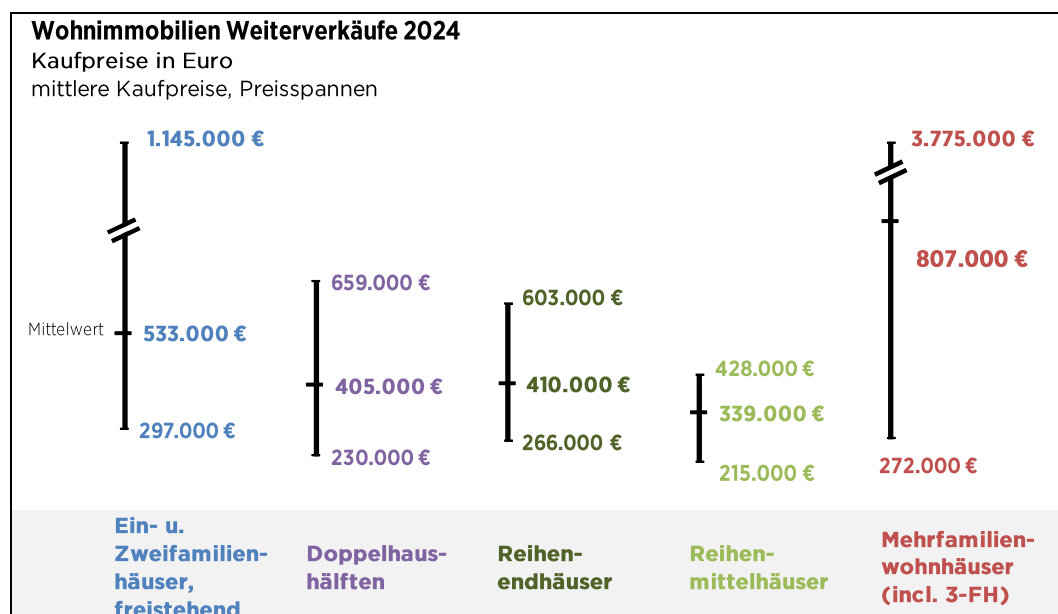 Wohnimmobilien Weiterverkäufe 2024
Kaufpreise in Euro
mittlere Kaufpreise, Preisspannen
1.145.000 €
3.775.000 €
807.000 €
659.000 €
603.000 €
Mittelwert
533.000 €
428.000 €
405.000 €
410.000 €
339.000 €
297.000 €
230.000 €
266.000 €
215.000 €
272.000 €
Ein- u.
Zweifamilien-
häuser,
freistehend
Doppelhaus-
hälften
Reihen-
endhäuser
Reihen-
mittelhäuser
Mehrfamilien-
wohnhäuser
(incl. 3-FH)